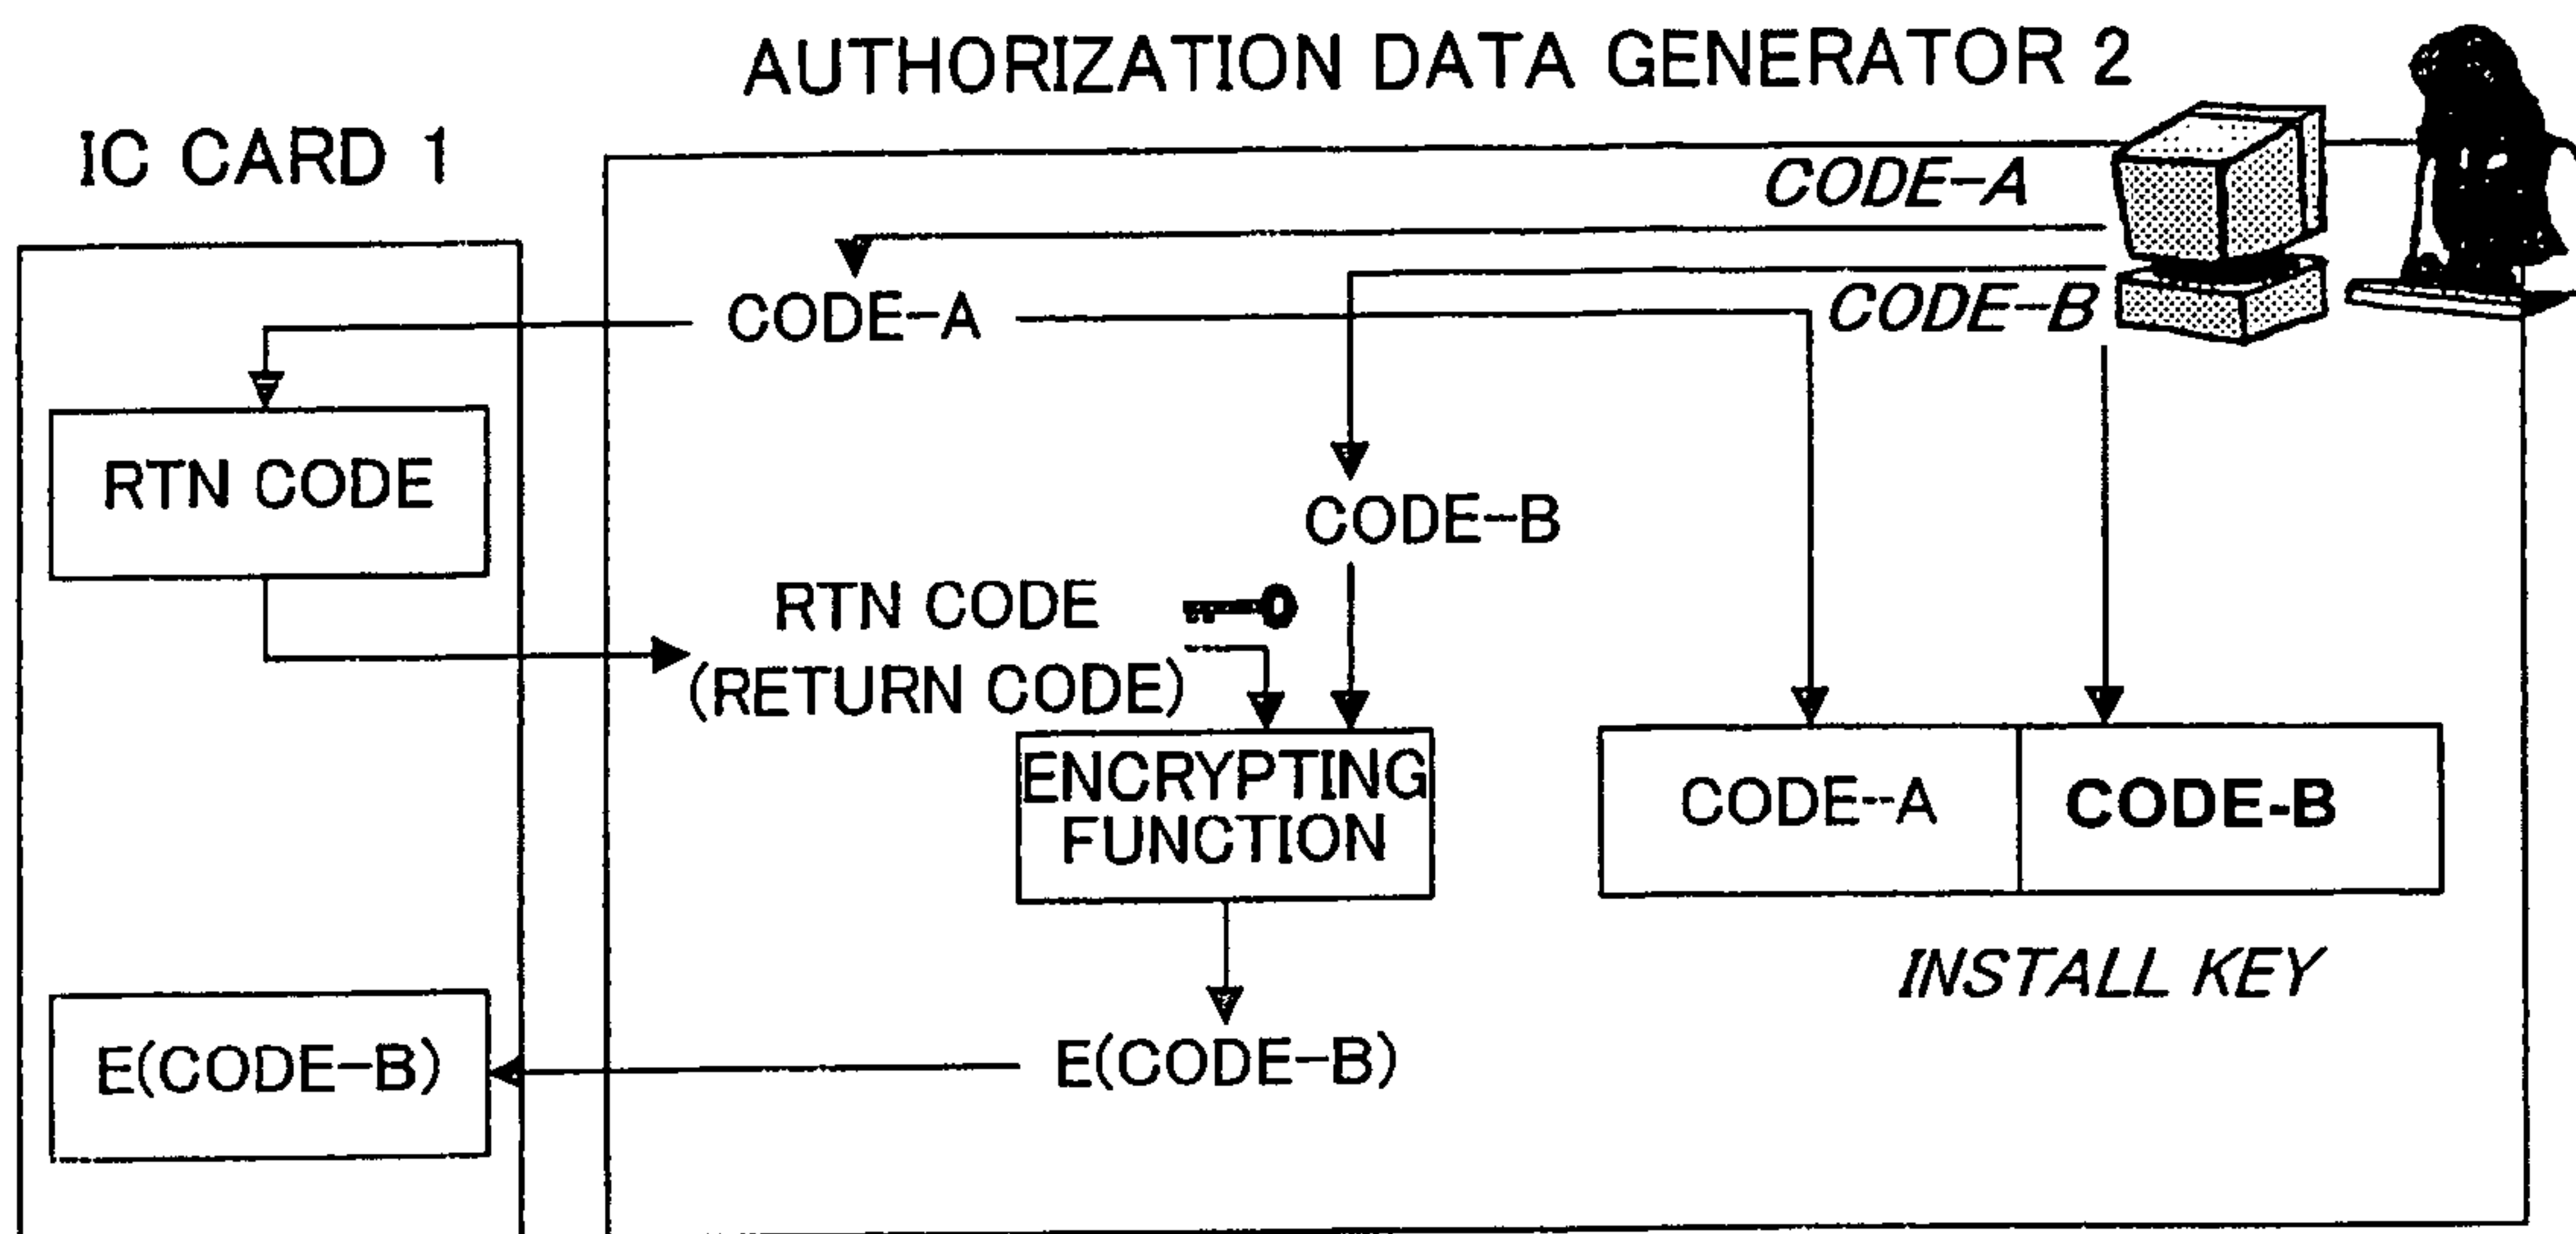 AUTHORIZATION DATA GENERATOR 2
IC CARD 1
CODE-A
CODE-A
CODE-B
RTN CODE
CODE-B
RTN CODE
(RETURN CODE)
ENCRYPTING
FUNCTION
CODE--A
CODE-B
INSTALL KEY
E(CODE-B)
E(CODE-B)